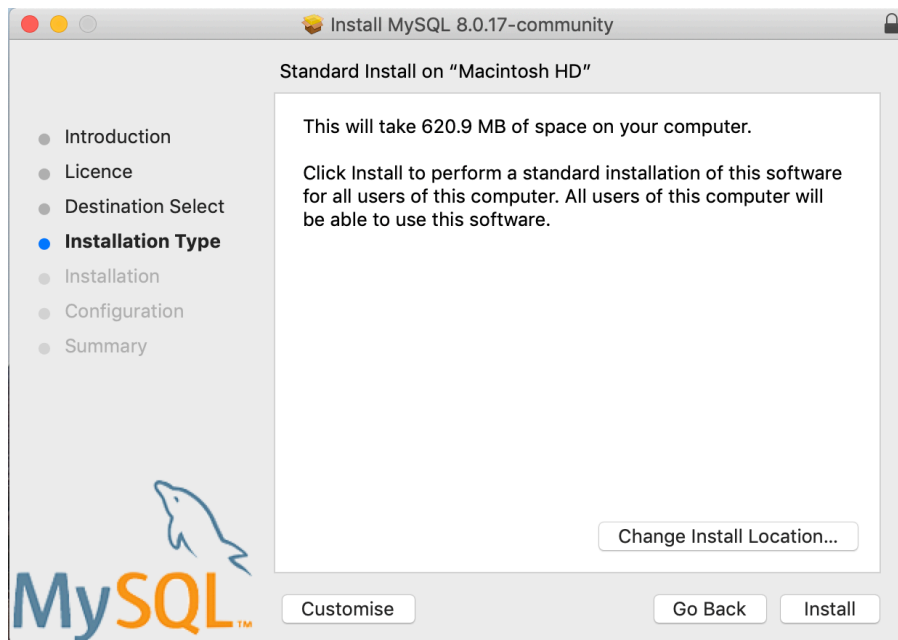 Install MySQL 8.0.17-community
Standard Install on “Macintosh HD”
Introduction
Licence
Destination Select
Installation Type
Installation
Configuration
Summary
This will take 620.9 MB of space on your computer.
Click Install to perform a standard installation of this software
for all users of this computer. All users of this computer will
be able to use this software.
Change Install Location...
MySQL™
Customise
Go Back
Install